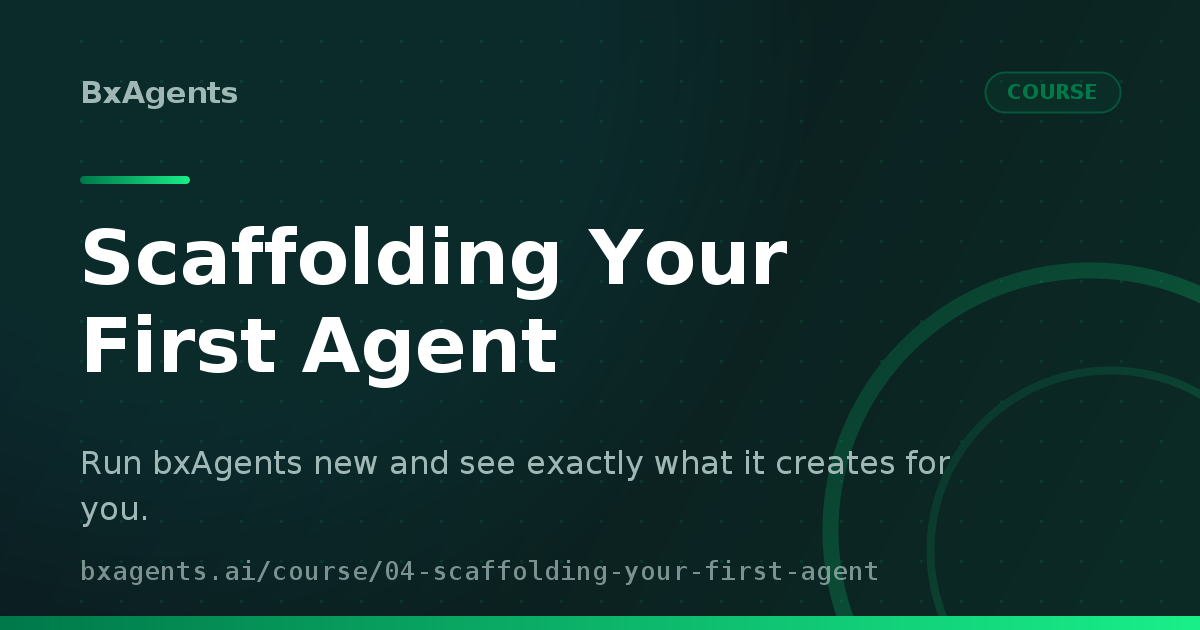 BxAgents
COURSE
Scaffolding Your
First Agent
Run bxAgents new and see exactly what it creates for
you.
bxagents.ai/course/04-scaffolding-your-first-agent